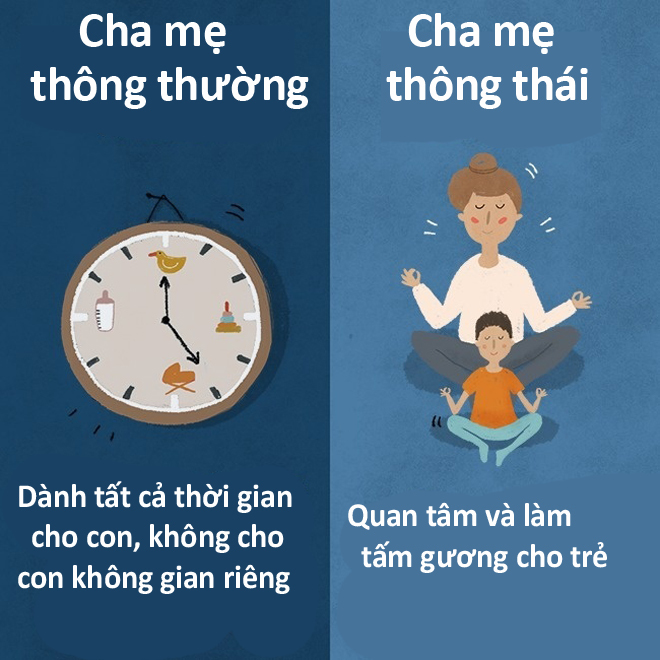 Cha mẹ
thông thường
Dành tất cả thời gian
cho con, không cho
con không gian riêng
Cha mẹ
thông thái
Quan tâm và làm
tấm gương cho trẻ